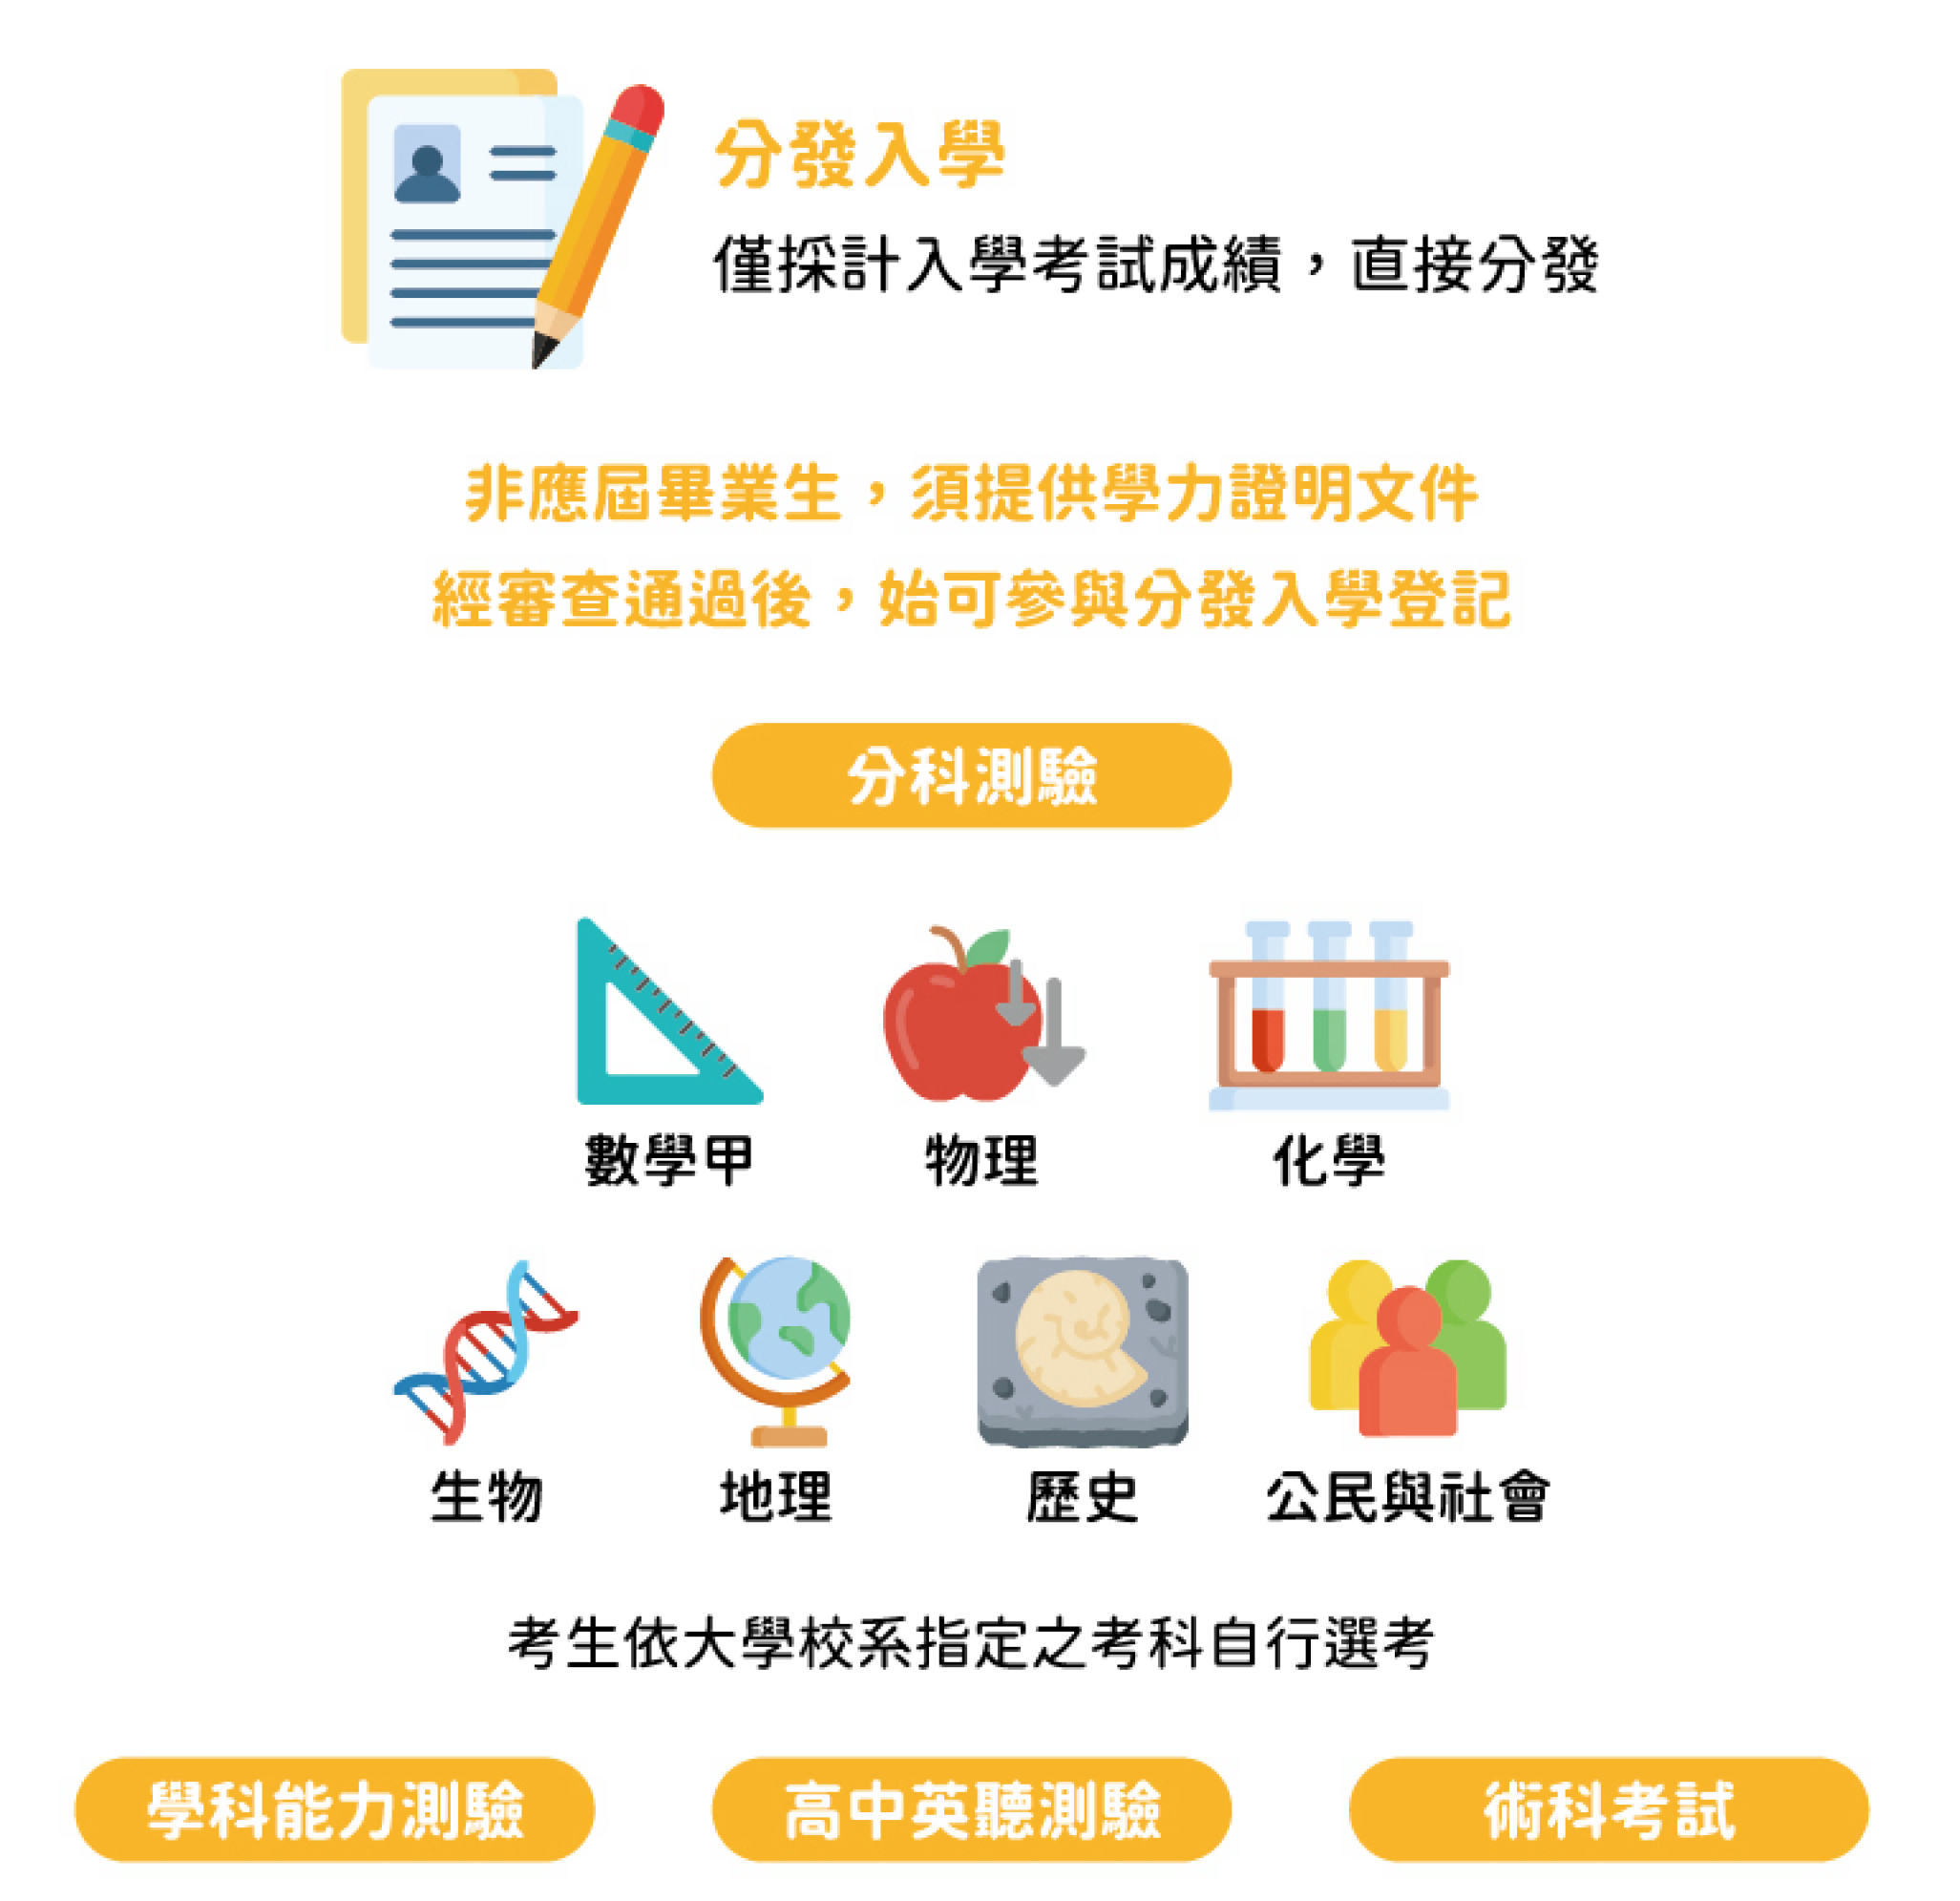 分發入學
僅採計入學考試成績，直接分發
非應屆畢業生，須提供學力證明文件
經審查通過後，始可參與分發入學登記
分科測驗
數學甲
物理
化學
生物
地理
歷史
公民與社會
考生依大學校系指定之考科自行選考
學科能力測驗
高中英聽測驗
術科考試